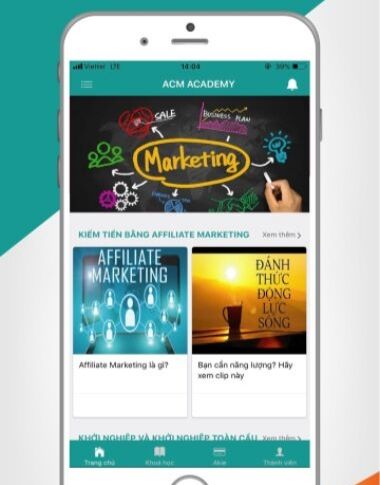 Viettel LTE 14:04 39%
ACM ACADEMY
SALE
BUSINESS PLAN
Marketing
KIẾM TIỀN BẰNG AFFILIATE MARKETING Xem thêm >
AFFILIATE
MARKETING
ĐÁNH
THỨC
ĐỘNG
LỰC
SỐNG
Affiliate Marketing là gì?
Bạn cần năng lượng? Hãy
xem clip này
KHỞI NGHIỆP VÀ KHỞI NGHIỆP TOÀN CẦU Xem thêm >
Trang chủ Khoá học Thành viên